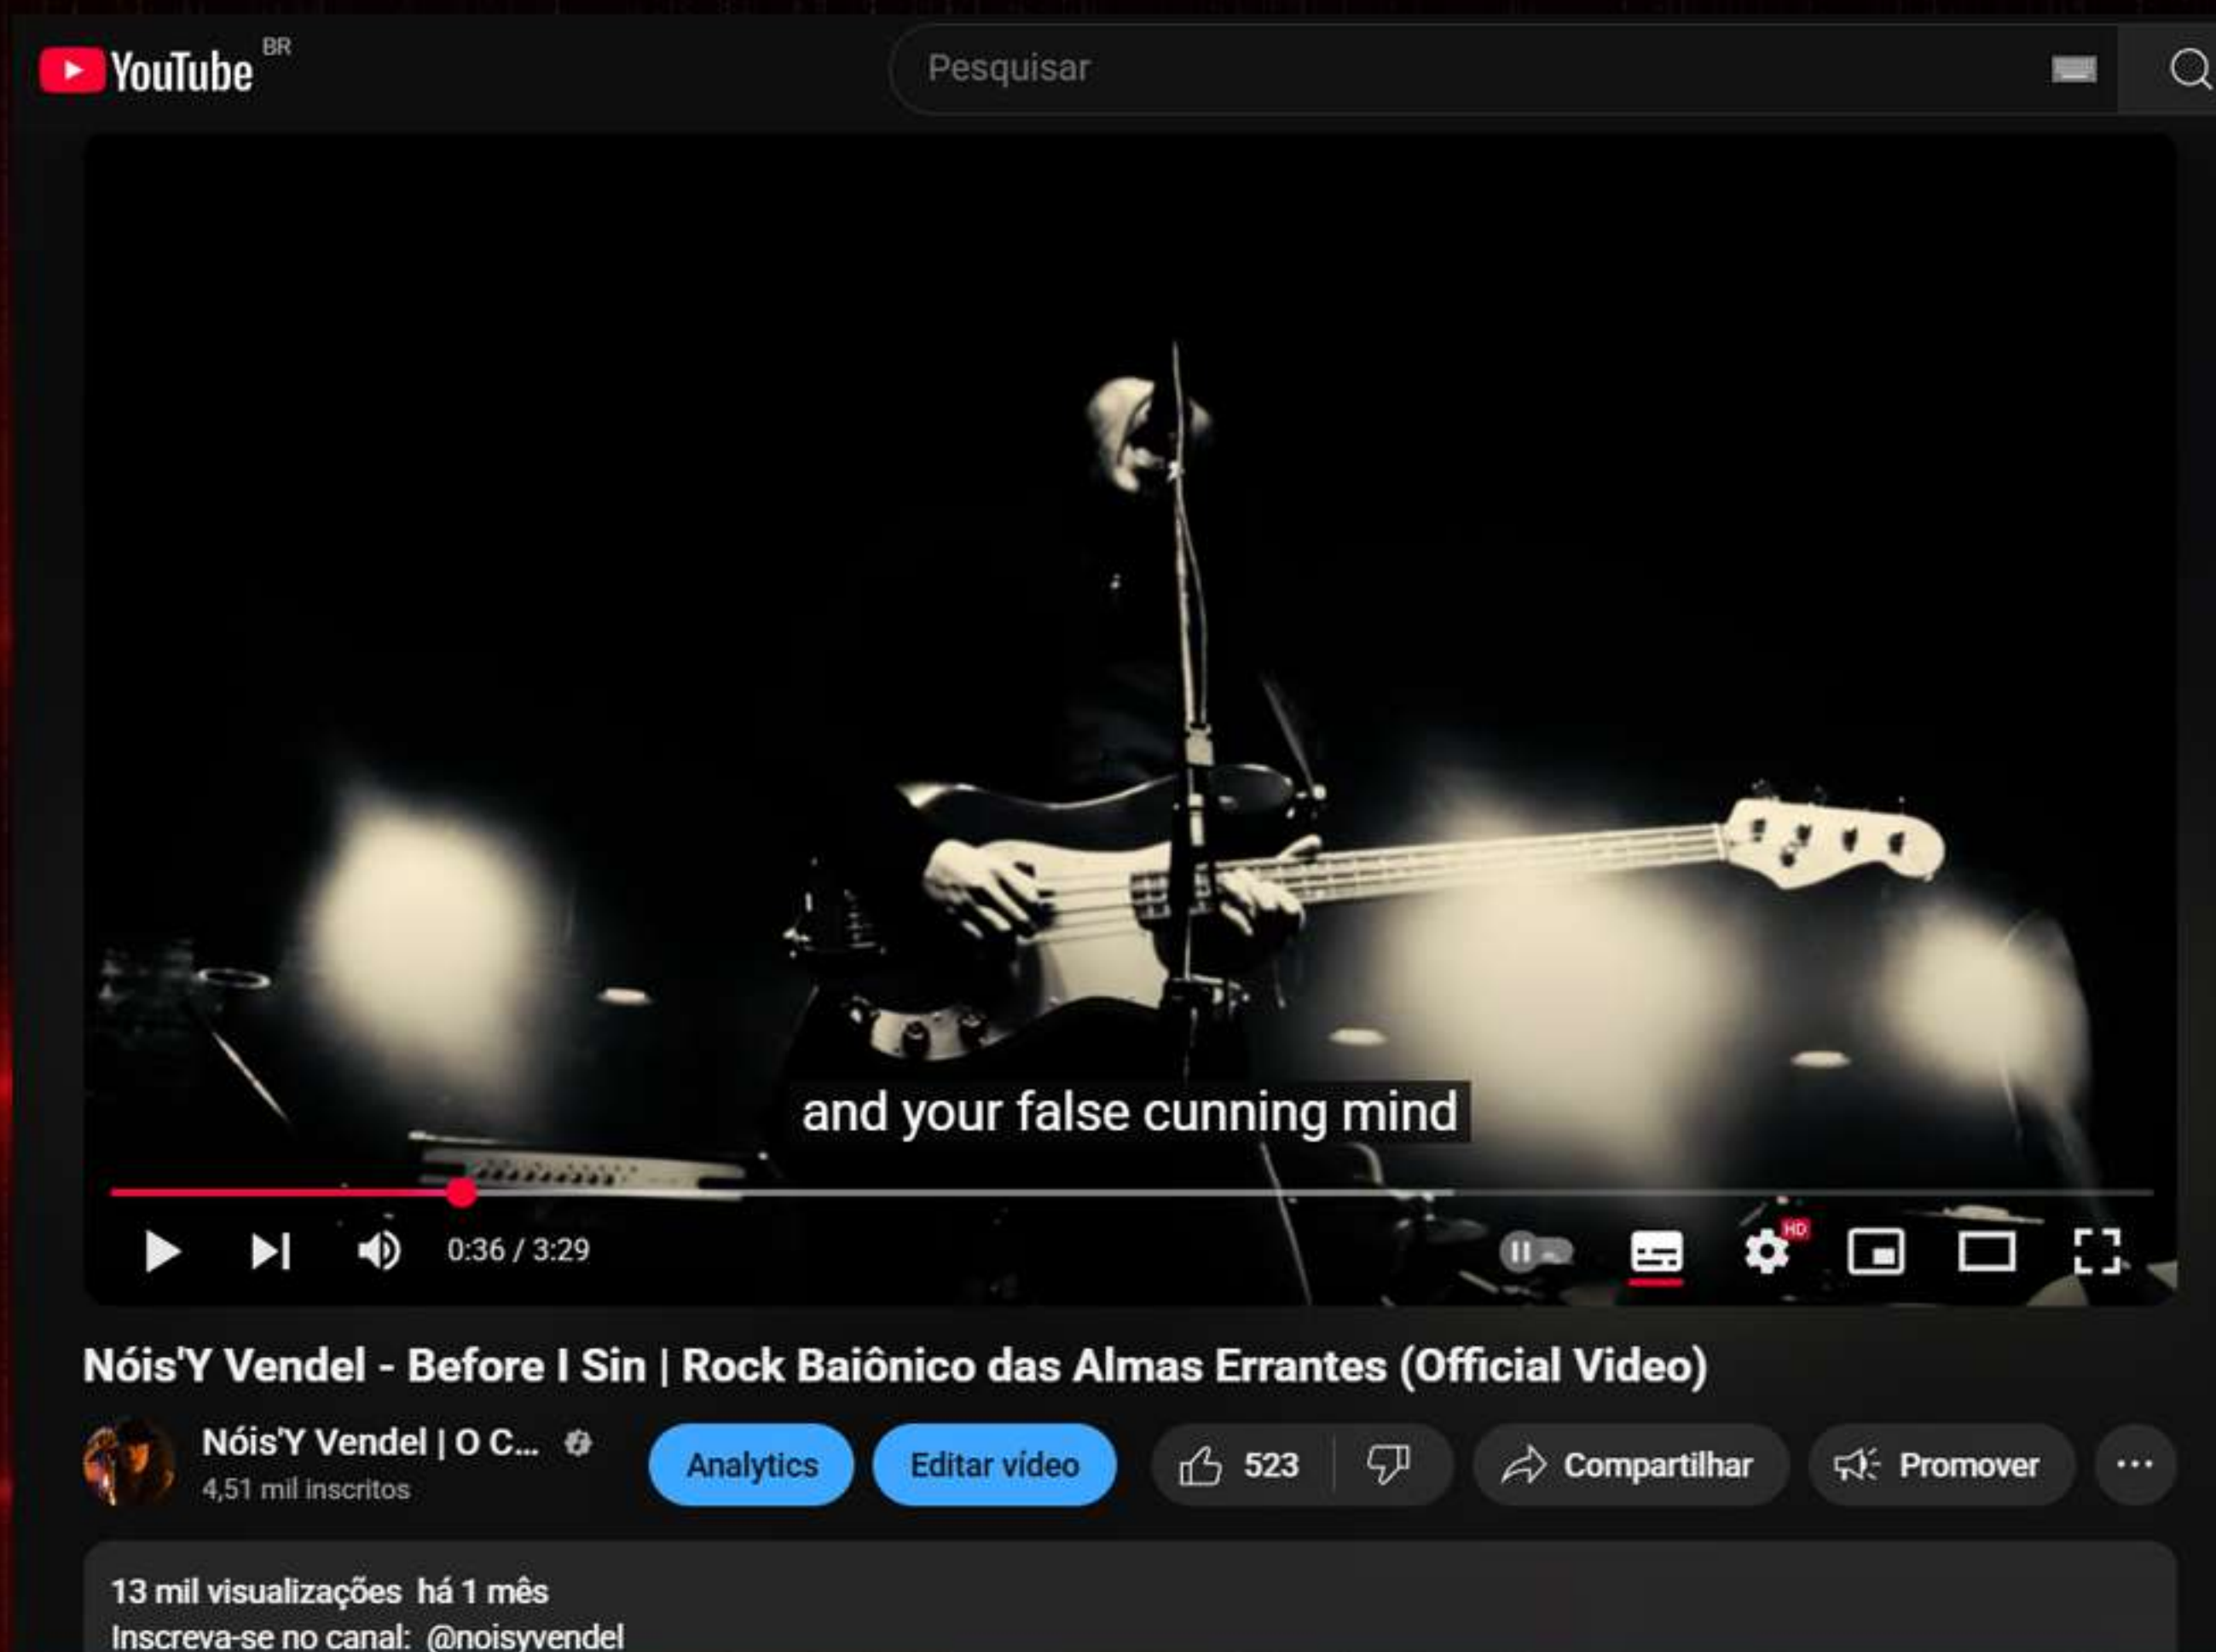 YouTube BR
Pesquisar
and your false cunning mind
0:36 / 3:29
HD
Nóis'Y Vendel - Before I Sin | Rock Baiônico das Almas Errantes (Official Video)
Nóis'Y Vendel | O C...
4,51 mil inscritos
Analytics
Editar vídeo
523
Compartilhar
Promover
13 mil visualizações há 1 mês
Inscreva-se no canal: @noisyvendel